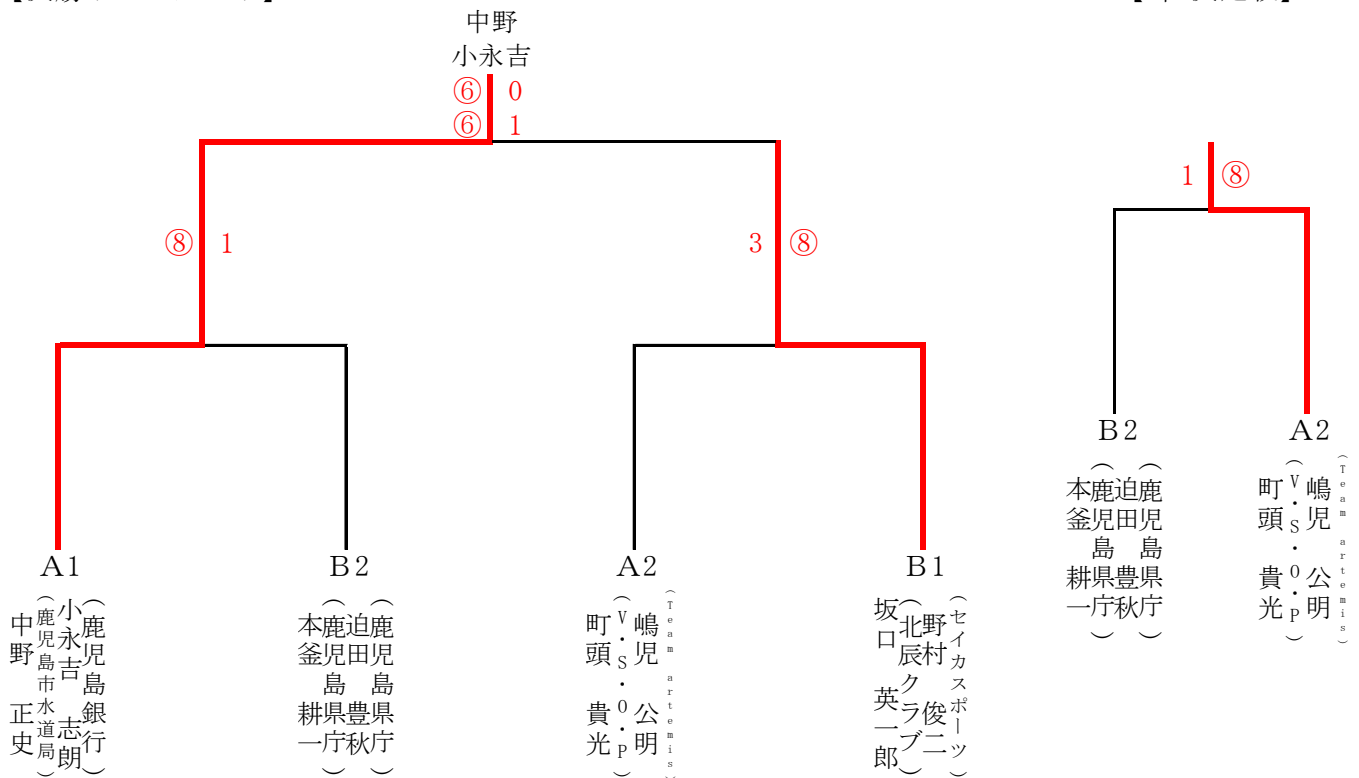 中野
小永吉
⑥ 0
⑥ 1
⑧ 1
3 ⑧
1 ⑧
A1
B2
A2
B1
中野 正史
（鹿児島市水道局）
小永吉 志朗
（鹿児島銀行）
本釜 耕一
（鹿児島県庁）
迫田 豊秋
（鹿児島県庁）
町頭 貴光
（V・S・O・P）
嶋児 公明
（Team artemis）
坂口 英一郎
（北辰クラブ）
野村 俊二
（セイカスポーツ）
B2
A2
本釜 耕一
（鹿児島県庁）
迫田 豊秋
（鹿児島県庁）
町頭 貴光
（V・S・O・P）
嶋児 公明
（Team artemis）